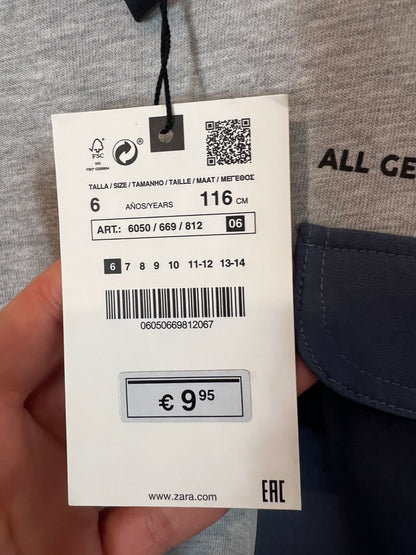 FSC
MIX
ALL GE
TALLA / SIZE / TAMANHO / TAILLE / MAAT / ΜΕΓΕΘΟΣ
6 AÑOS/YEARS 116 CM
ART.: 6050 / 669 / 812 06
6 7 8 9 10 11-12 13-14
06050669812067
€ 9 95
www.zara.com
EAC